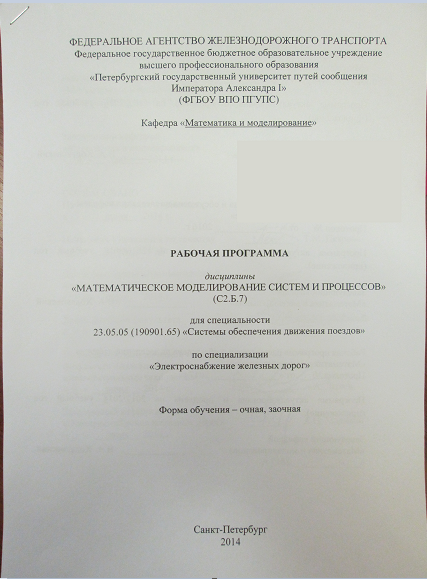 ФЕДЕРАЛЬНОЕ АГЕНТСТВО ЖЕЛЕЗНОДОРОЖНОГО ТРАНСПОРТА
Федеральное государственное бюджетное образовательное учреждение
высшего профессионального образования
«Петербургский государственный университет путей сообщения
Императора Александра I»
(ФГБОУ ВПО ПГУПС)
Кафедра «Математика и моделирование»
РАБОЧАЯ ПРОГРАММА
дисциплины
«МАТЕМАТИЧЕСКОЕ МОДЕЛИРОВАНИЕ СИСТЕМ И ПРОЦЕССОВ»
(С2.Б.7)
для специальности
23.05.05 (190901.65) «Системы обеспечения движения поездов»
по специализации
«Электроснабжение железных дорог»
Форма обучения – очная, заочная
Санкт-Петербург
2014